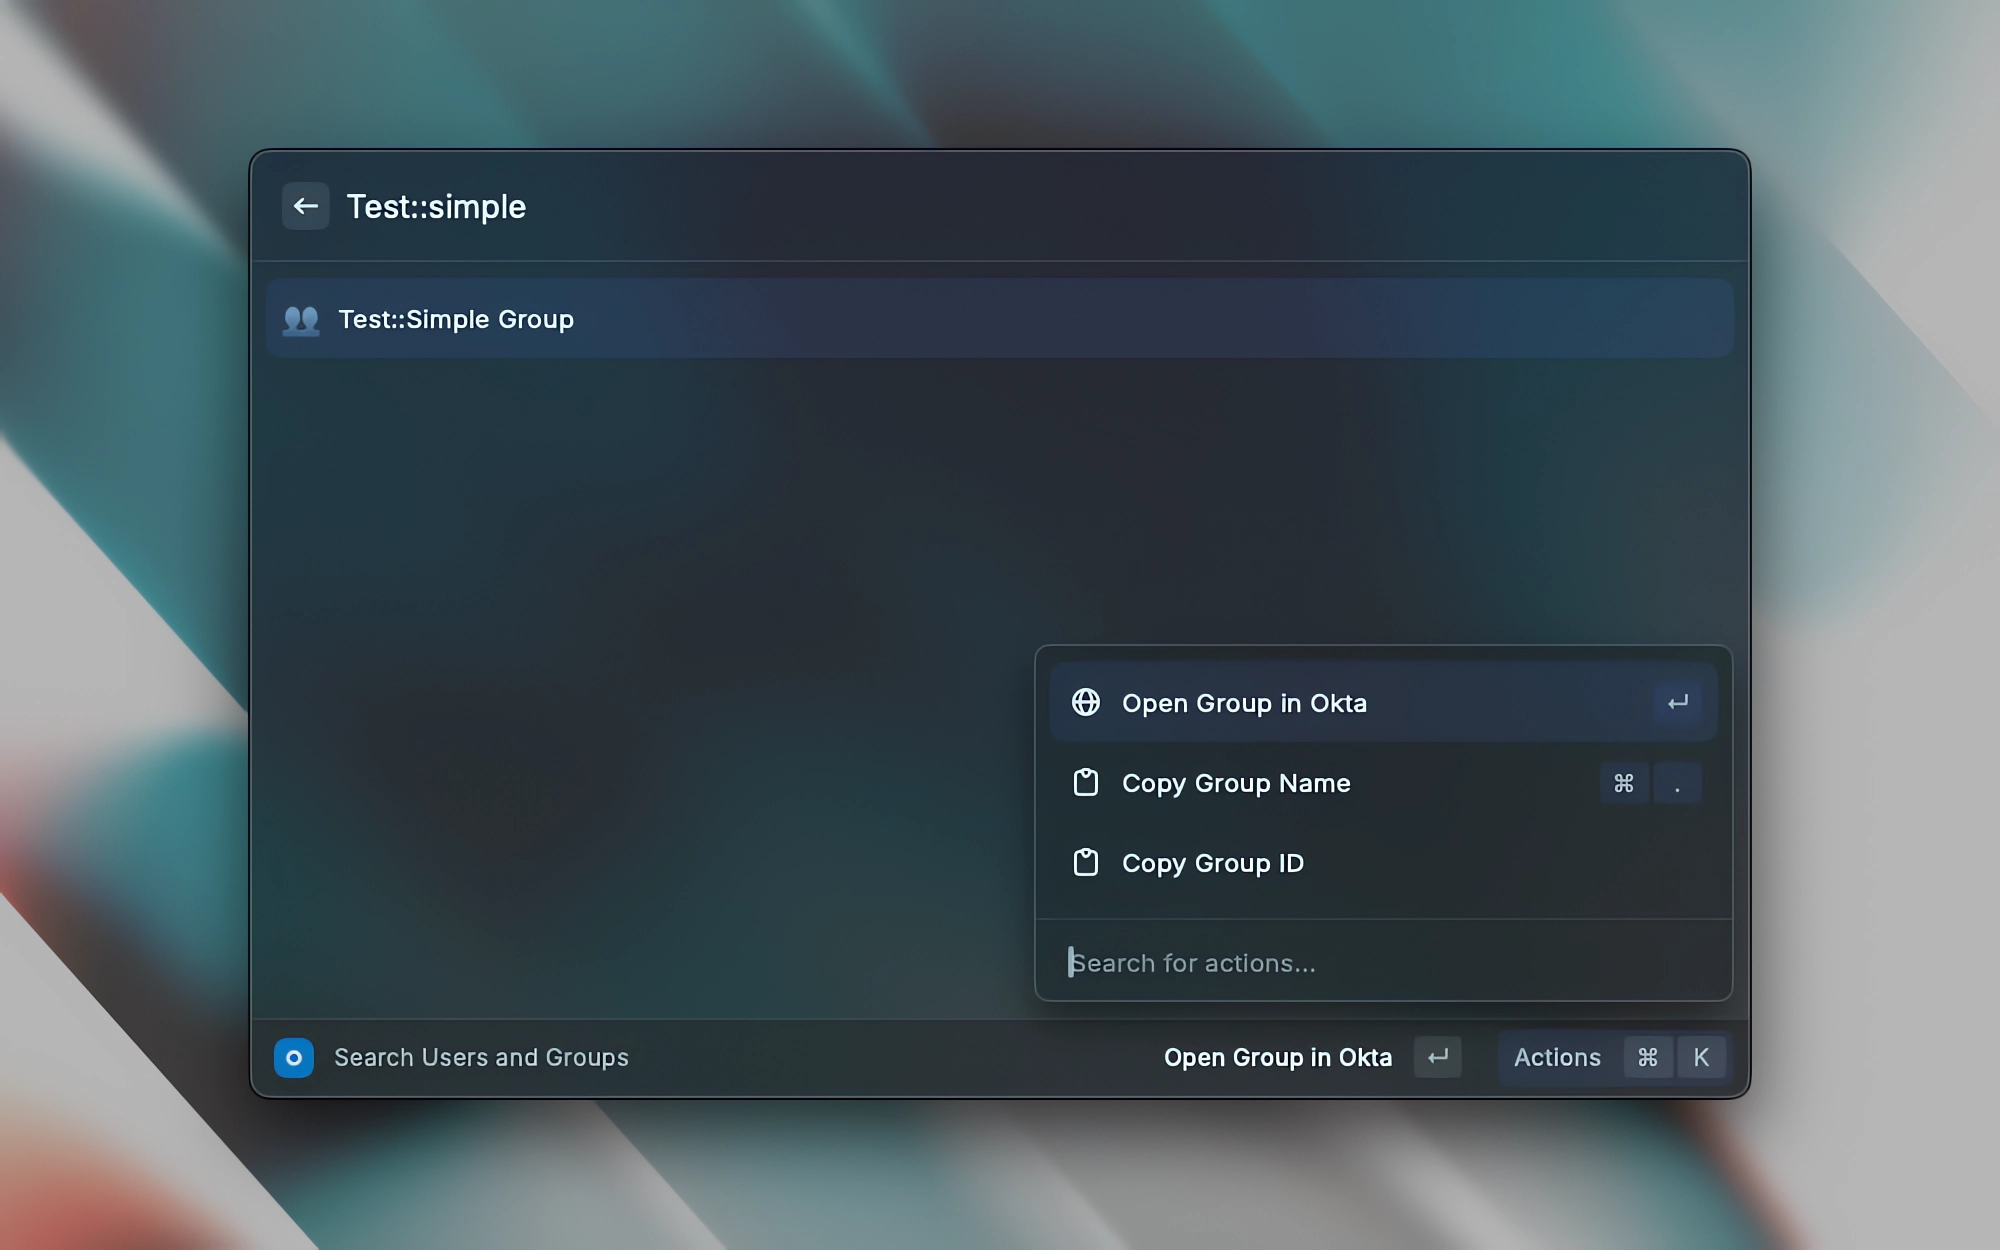 Test::simple
Test::Simple Group
Open Group in Okta ↵
Copy Group Name ⌘ .
Copy Group ID
Search for actions...
Search Users and Groups
Open Group in Okta ↵
Actions ⌘ K